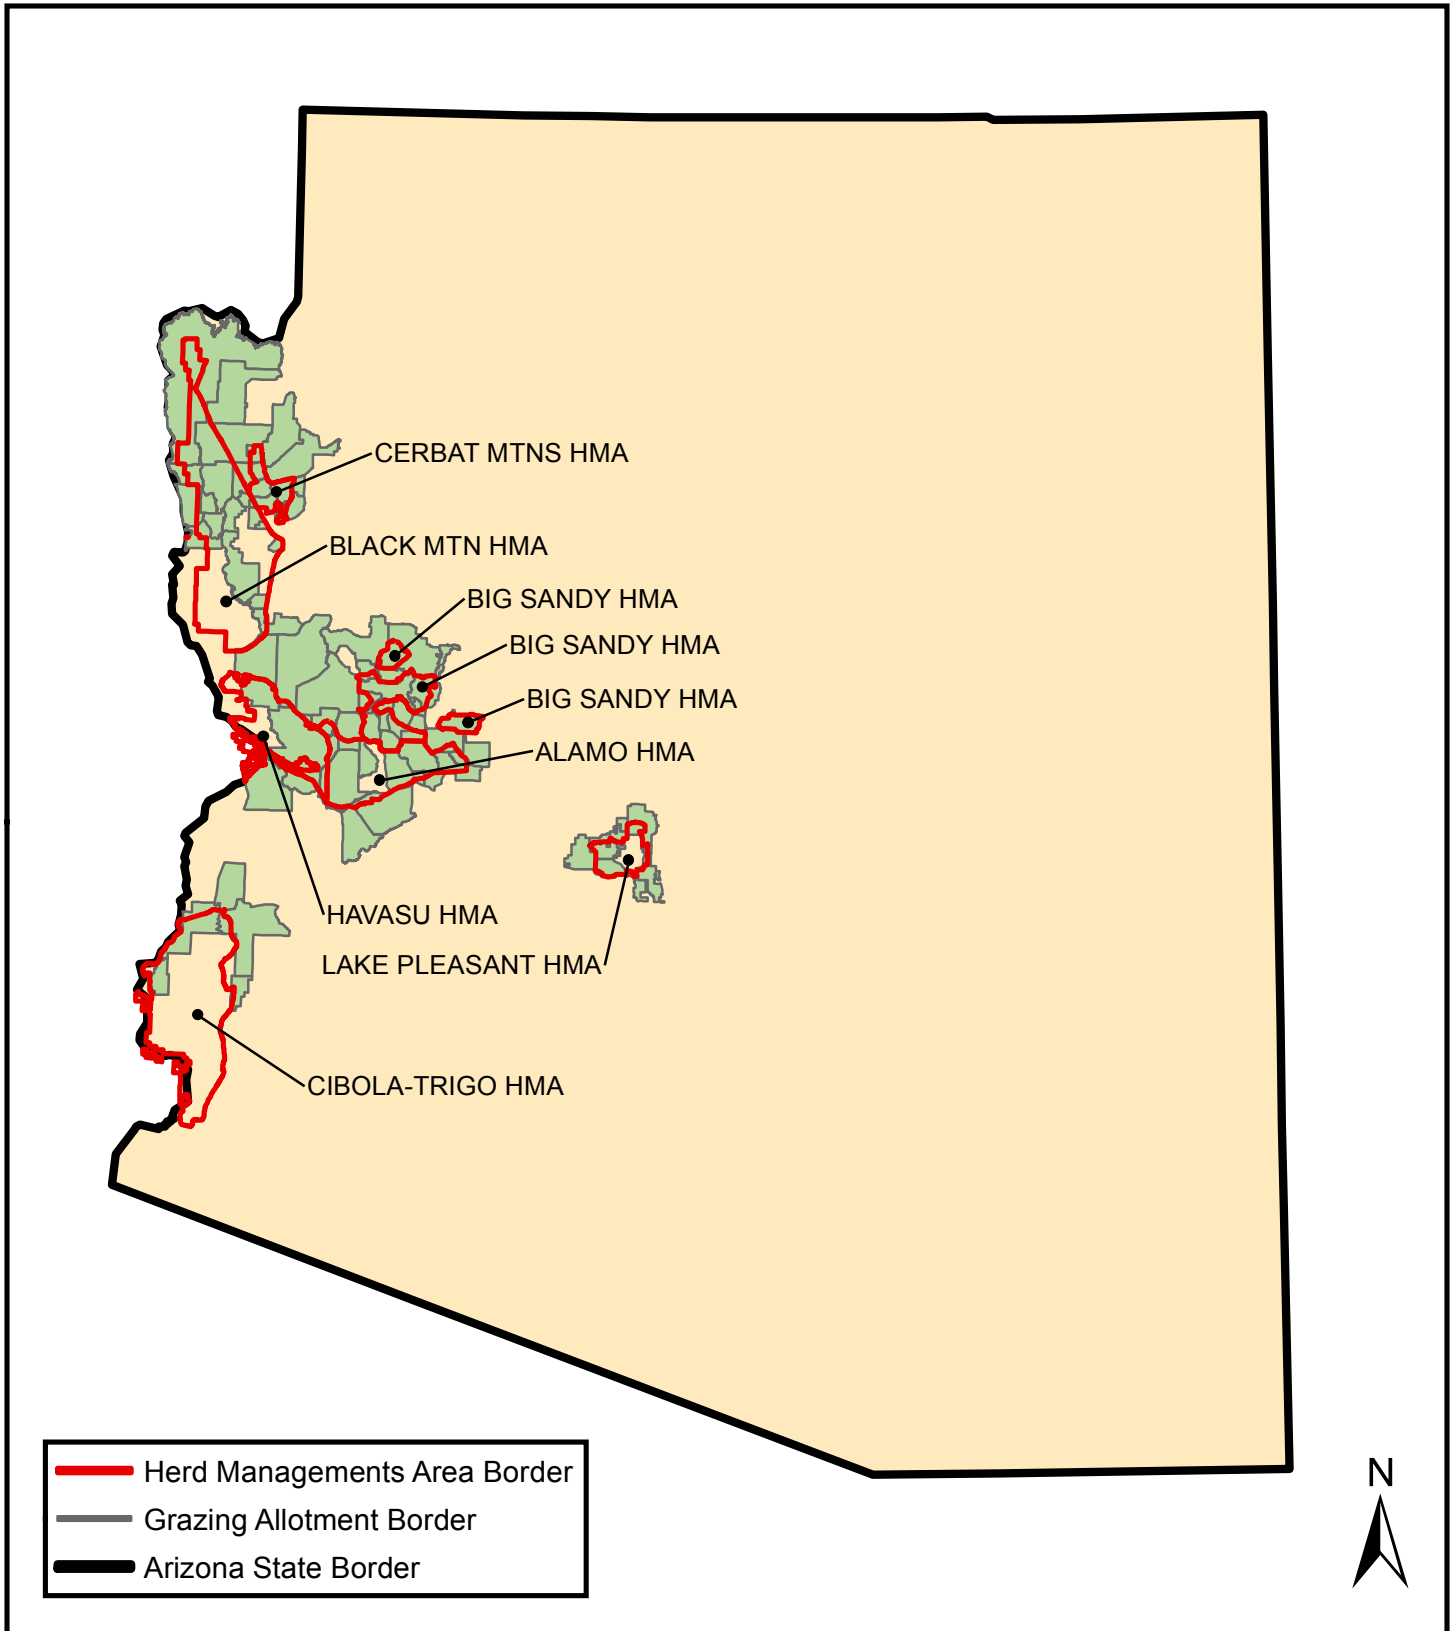 CERBAT MTNS HMA
BLACK MTN HMA
BIG SANDY HMA
BIG SANDY HMA
BIG SANDY HMA
ALAMO HMA
HAVASU HMA
LAKE PLEASANT HMA
CIBOLA-TRIGO HMA
Herd Managements Area Border
Grazing Allotment Border
Arizona State Border
N